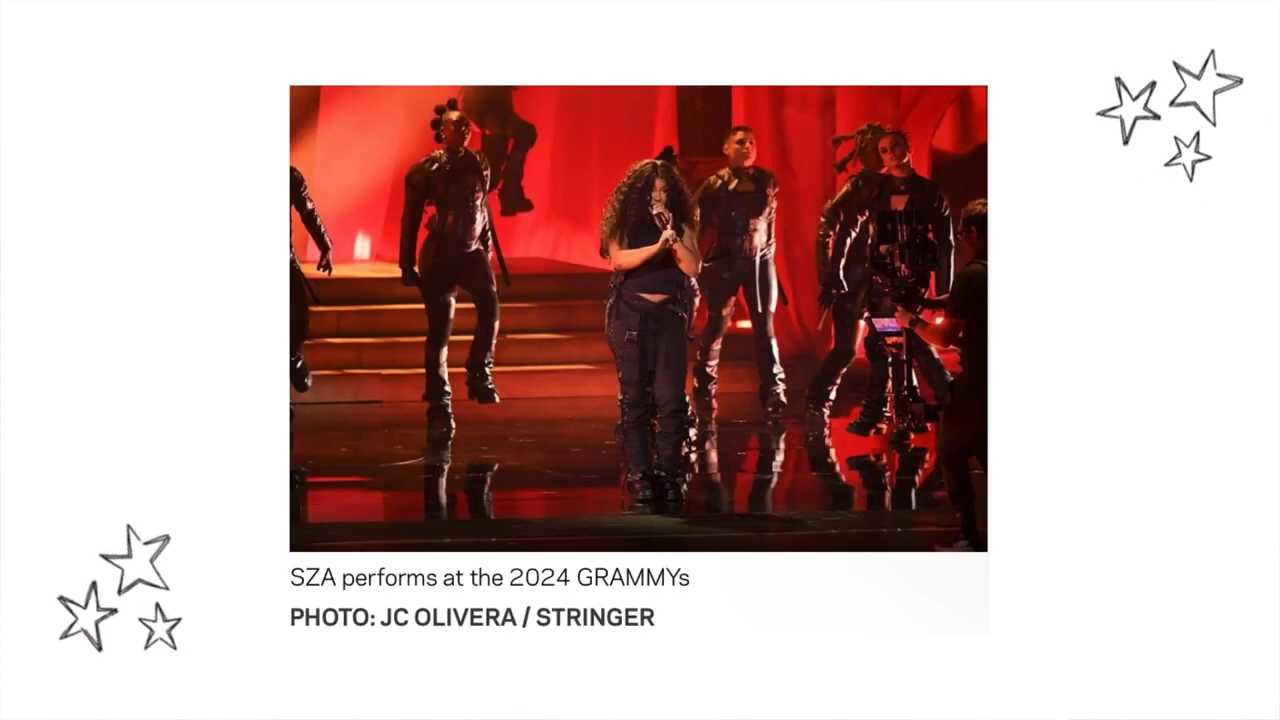 SZA performs at the 2024 GRAMMYs
PHOTO: JC OLIVERA / STRINGER